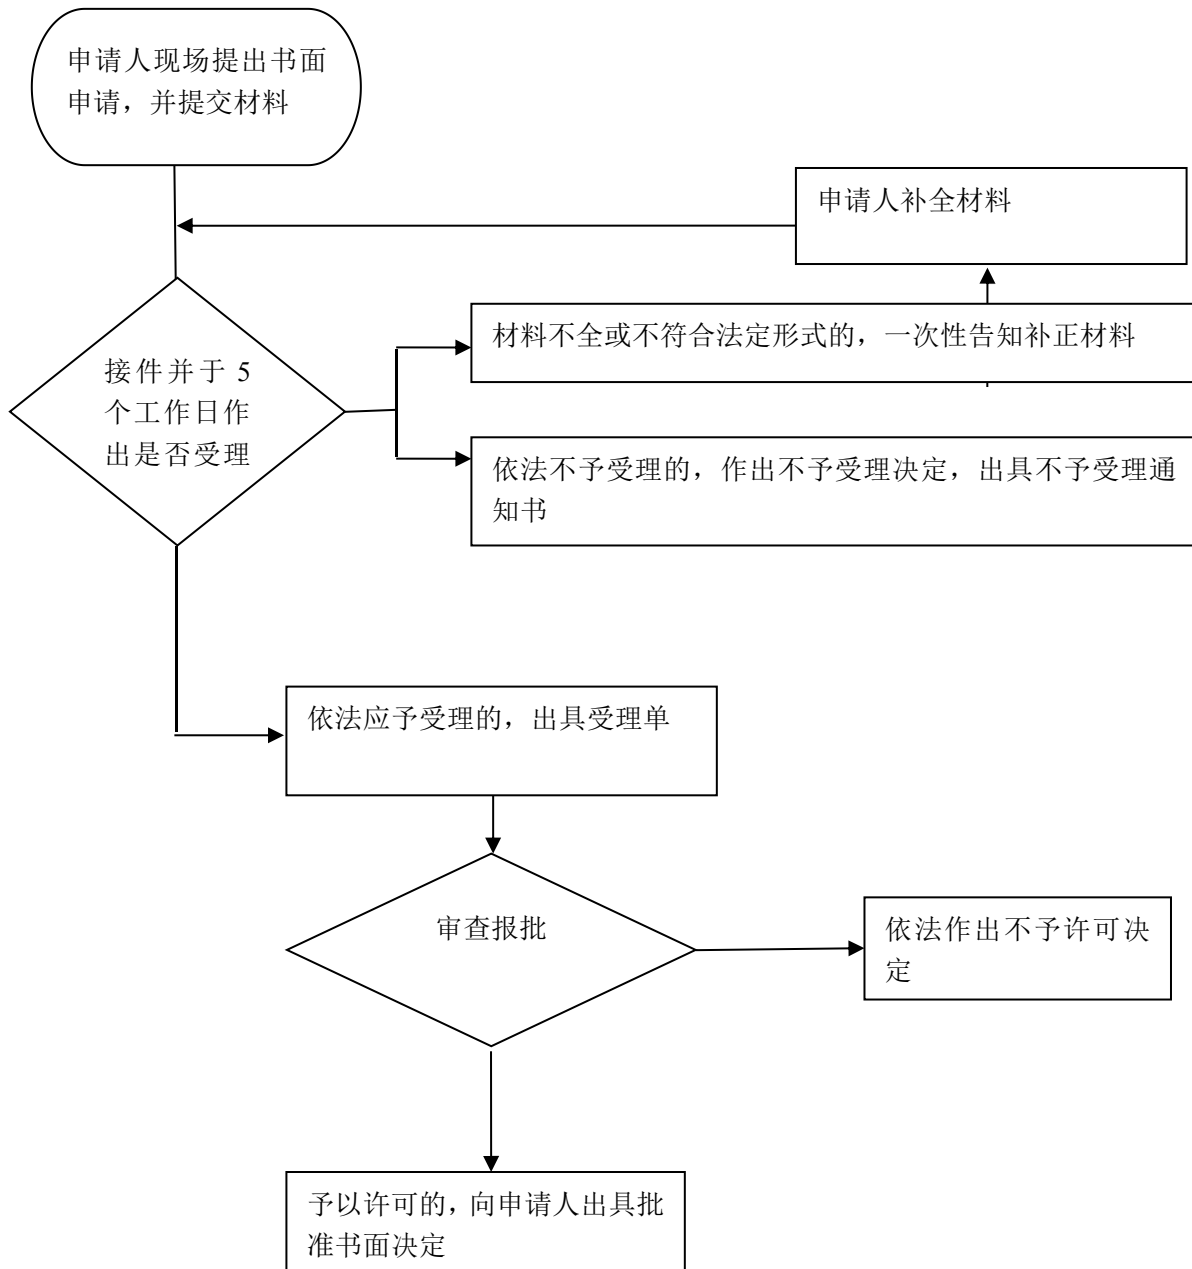 申请人现场提出书面
申请，并提交材料
申请人补全材料
材料不全或不符合法定形式的，一次性告知补正材料
接件并于 5
个工作日作
出是否受理
依法不予受理的，作出不予受理决定，出具不予受理通
知书
依法应予受理的，出具受理单
审查报批
依法作出不予许可决
定
予以许可的，向申请人出具批
准书面决定